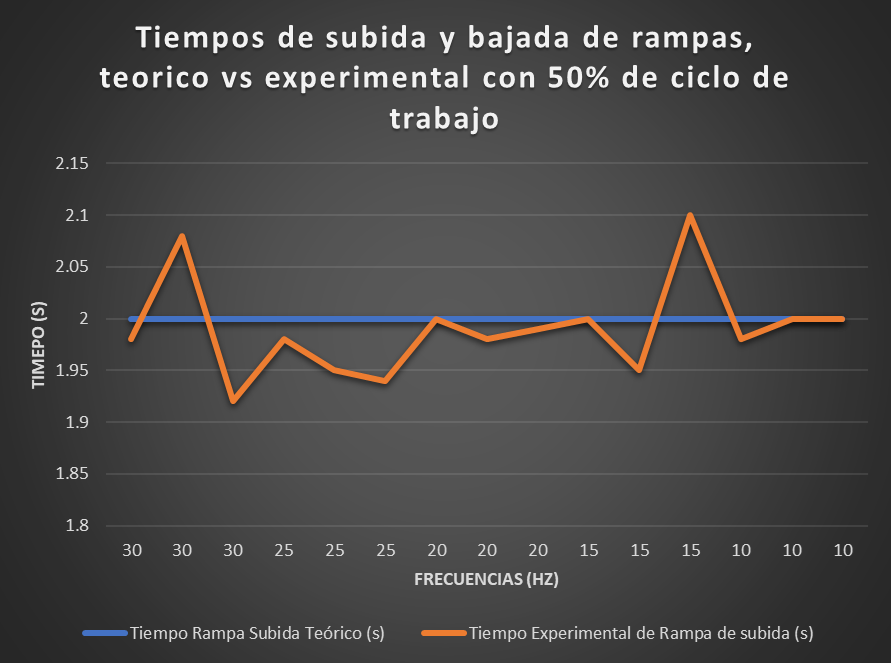 Tiempos de subida y bajada de rampas,
teorico vs experimental con 50% de ciclo de
trabajo
2.15
2.1
2.05
2
1.95
1.9
1.85
1.8
TIMEPO (S)
30 30 30 25 25 25 20 20 20 15 15 15 10 10 10
FRECUENCIAS (HZ)
Tiempo Rampa Subida Teórico (s) Tiempo Experimental de Rampa de subida (s)